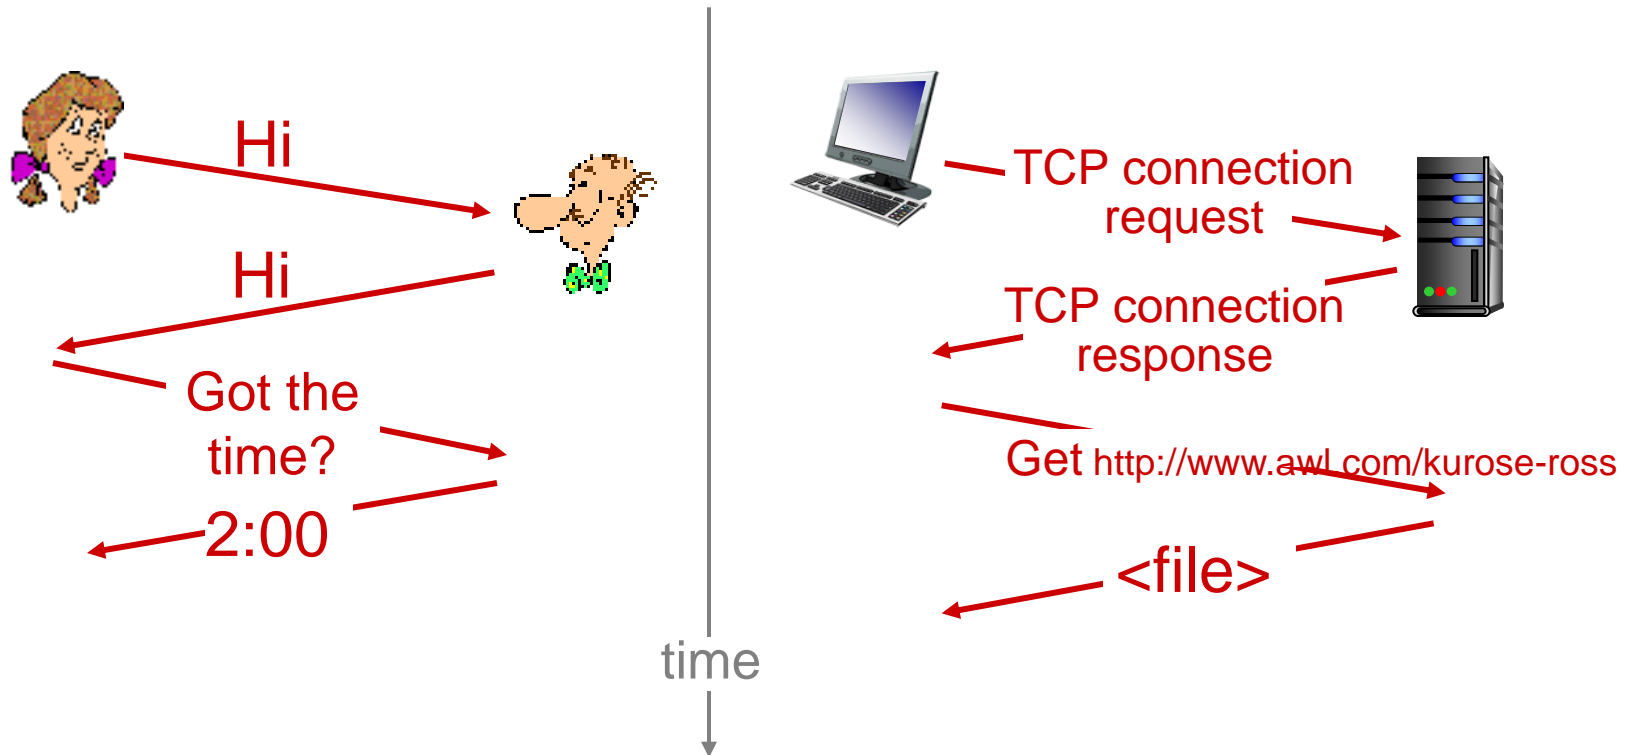 Hi
Hi
Got the
time?
2:00
time
TCP connection
request
TCP connection
response
Get http://www.awl.com/kurose-ross
<file>